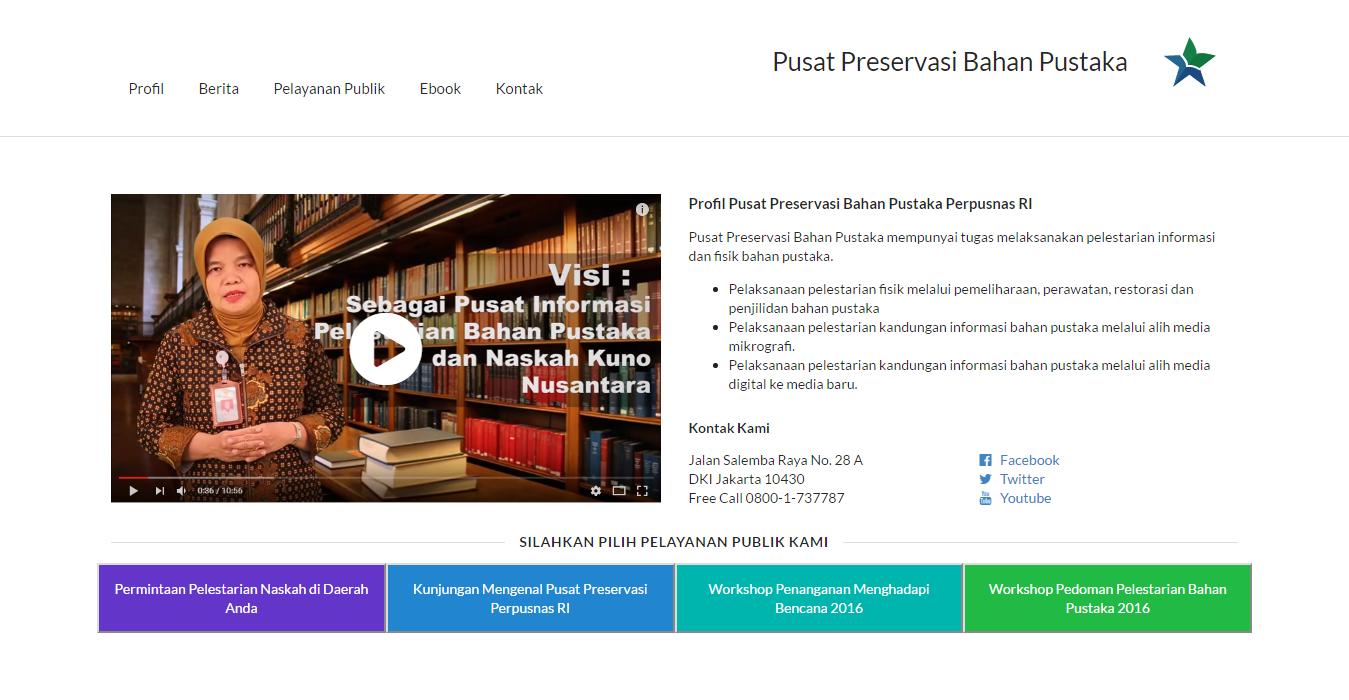 Pusat Preservasi Bahan Pustaka
Profil
Berita
Pelayanan Publik
Ebook
Kontak
Visi :
Sebagai Pusat Informasi
Pel rian Bahan Pustaka
dan Naskah Kuno
Nusantara
0:36 / 10:56
Profil Pusat Preservasi Bahan Pustaka Perpusnas RI
Pusat Preservasi Bahan Pustaka mempunyai tugas melaksanakan pelestarian informasi
dan fisik bahan pustaka.
Pelaksanaan pelestarian fisik melalui pemeliharaan, perawatan, restorasi dan
penjilidan bahan pustaka
Pelaksanaan pelestarian kandungan informasi bahan pustaka melalui alih media
mikrografi.
Pelaksanaan pelestarian kandungan informasi bahan pustaka melalui alih media
digital ke media baru.
Kontak Kami
Jalan Salemba Raya No. 28 A
DKI Jakarta 10430
Free Call 0800-1-737787
Facebook
Twitter
You Tube Youtube
SILAHKAN PILIH PELAYANAN PUBLIK KAMI
Permintaan Pelestarian Naskah di Daerah
Anda
Kunjungan Mengenal Pusat Preservasi
Perpusnas RI
Workshop Penanganan Menghadapi
Bencana 2016
Workshop Pedoman Pelestarian Bahan
Pustaka 2016